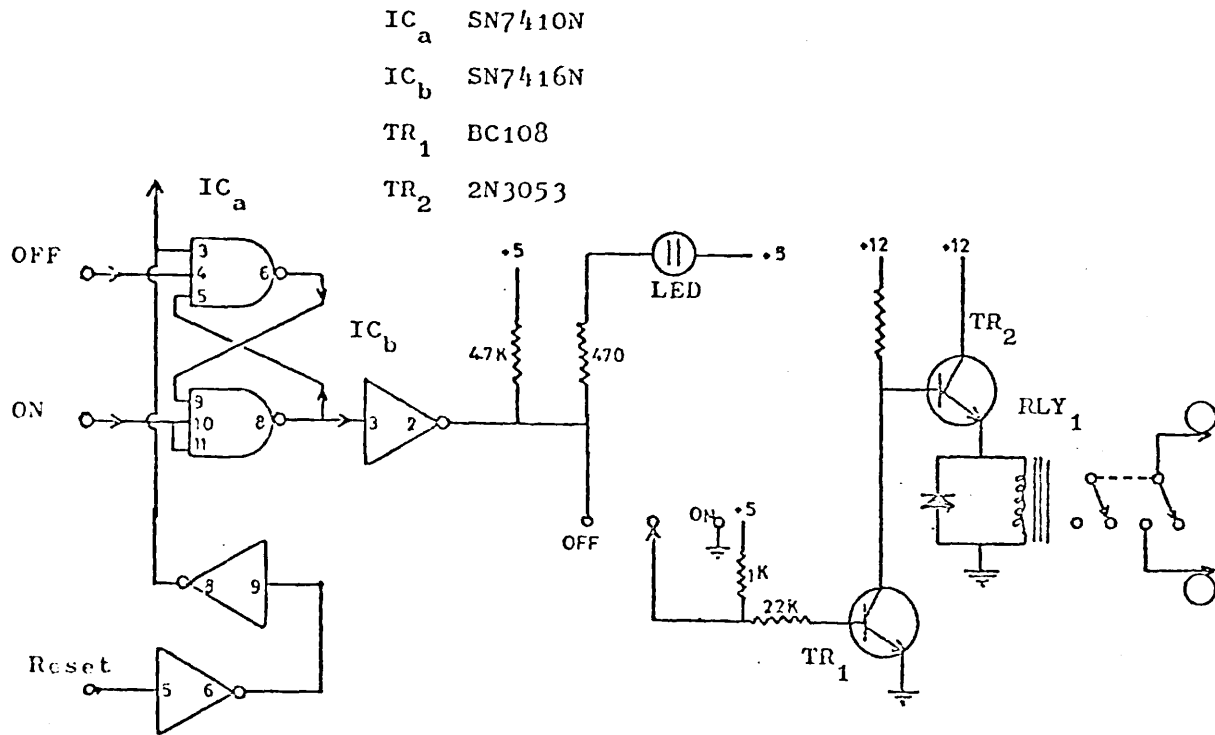 ICa SN7410N
ICb SN7416N
TR1 BC108
TR2 2N3053
ICa
OFF
3
4
5
6
ICb
+5
4.7K
470
LED
+5
+12
+12
TR2
ON
9
10
11
8
3
2
RLY1
OFF
ON
+5
1K
22K
TR1
8
9
Reset
5
6